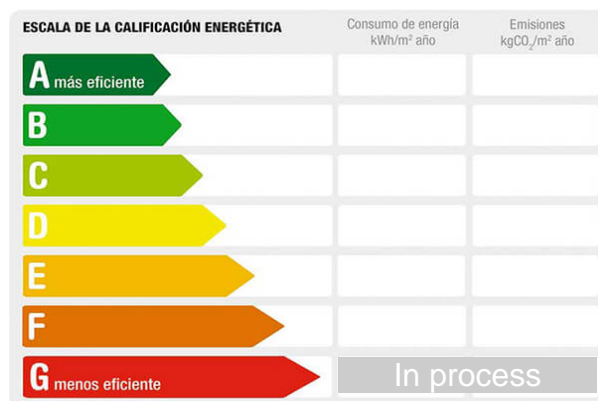 ESCALA DE LA CALIFICACIÓN ENERGÉTICA
Consumo de energía
kWh/m² año
Emisiones
kgCO₂/m² año
A más eficiente
B
C
D
E
F
G menos eficiente
In process